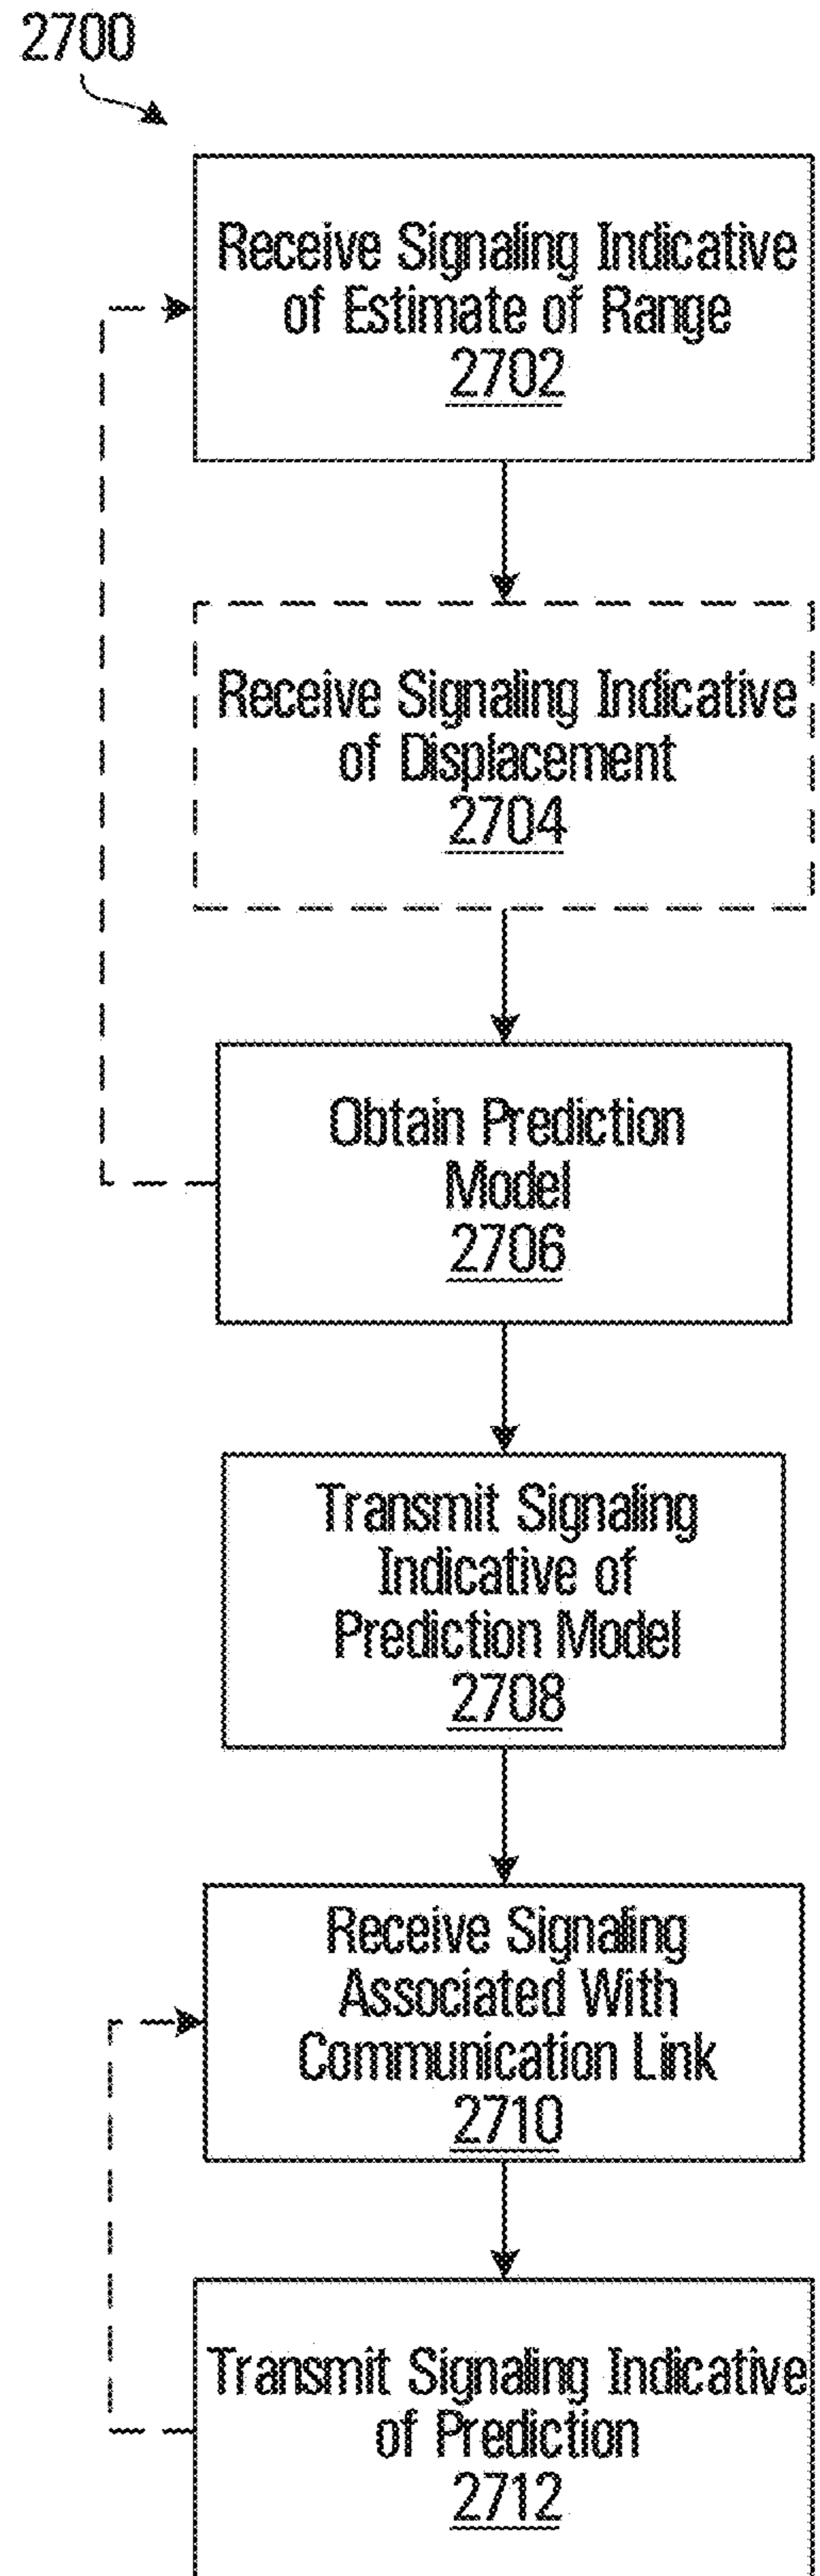 2700
Receive Signaling Indicative
of Estimate of Range
2702
Receive Signaling Indicative
of Displacement
2704
Obtain Prediction
Model
2706
Transmit Signaling
Indicative of
Prediction Model
2708
Receive Signaling
Associated With
Communication Link
2710
Transmit Signaling Indicative
of Prediction
2712